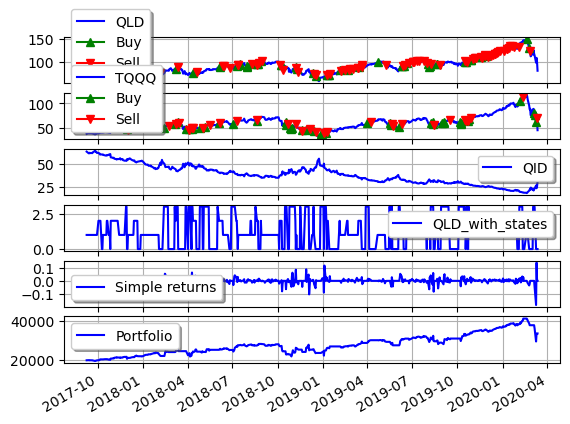 QLD
Buy
Sell
150
100
TQQQ
Buy
Sell
100
50
QID
50
25
QLD_with_states
2.5
0.0
Simple returns
0.1
0.0
−0.1
Portfolio
40000
20000
2017-10
2018-01
2018-04
2018-07
2018-10
2019-01
2019-04
2019-07
2019-10
2020-01
2020-04